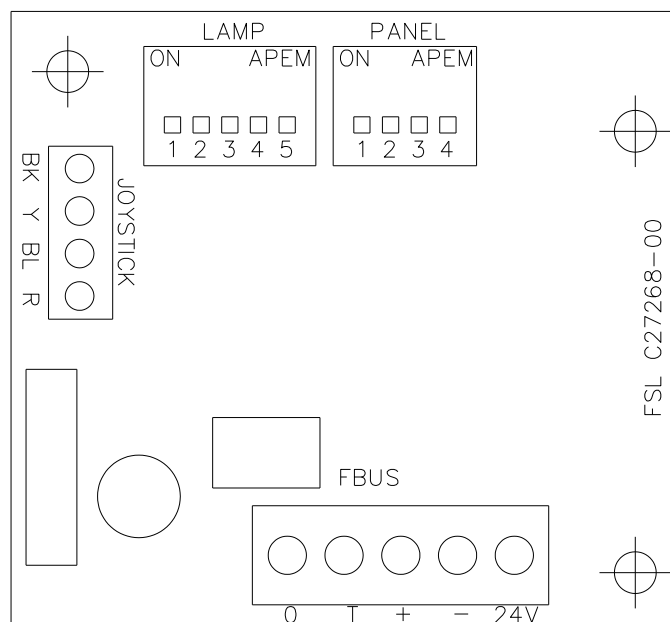 LAMP
ON APEM
1 2 3 4 5
PANEL
ON APEM
1 2 3 4
BK Y BL R
JOYSTICK
FSL C27268-00
FBUS
0 T + - 24V